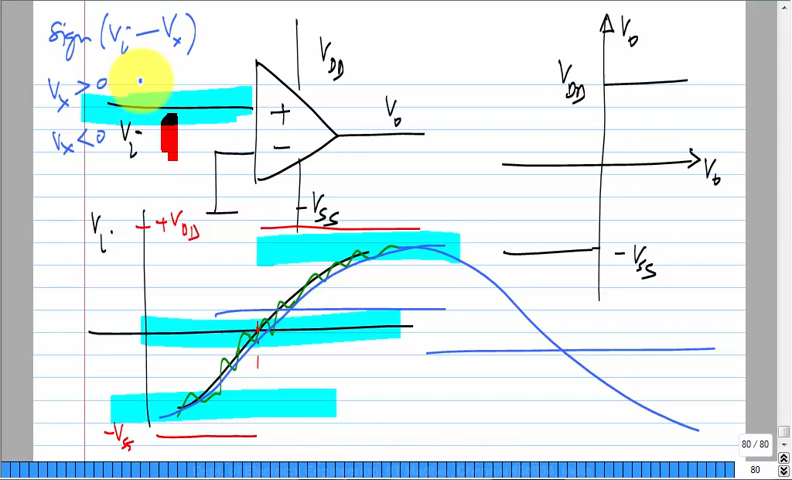 Sign (Vi − Vx)
Vx > 0
Vi
Vx < 0
+
−
VDD
Vo
−VSS
Vo
VDD
Vo
−VSS
Vi
+VDD
−VSS
80 / 80
80